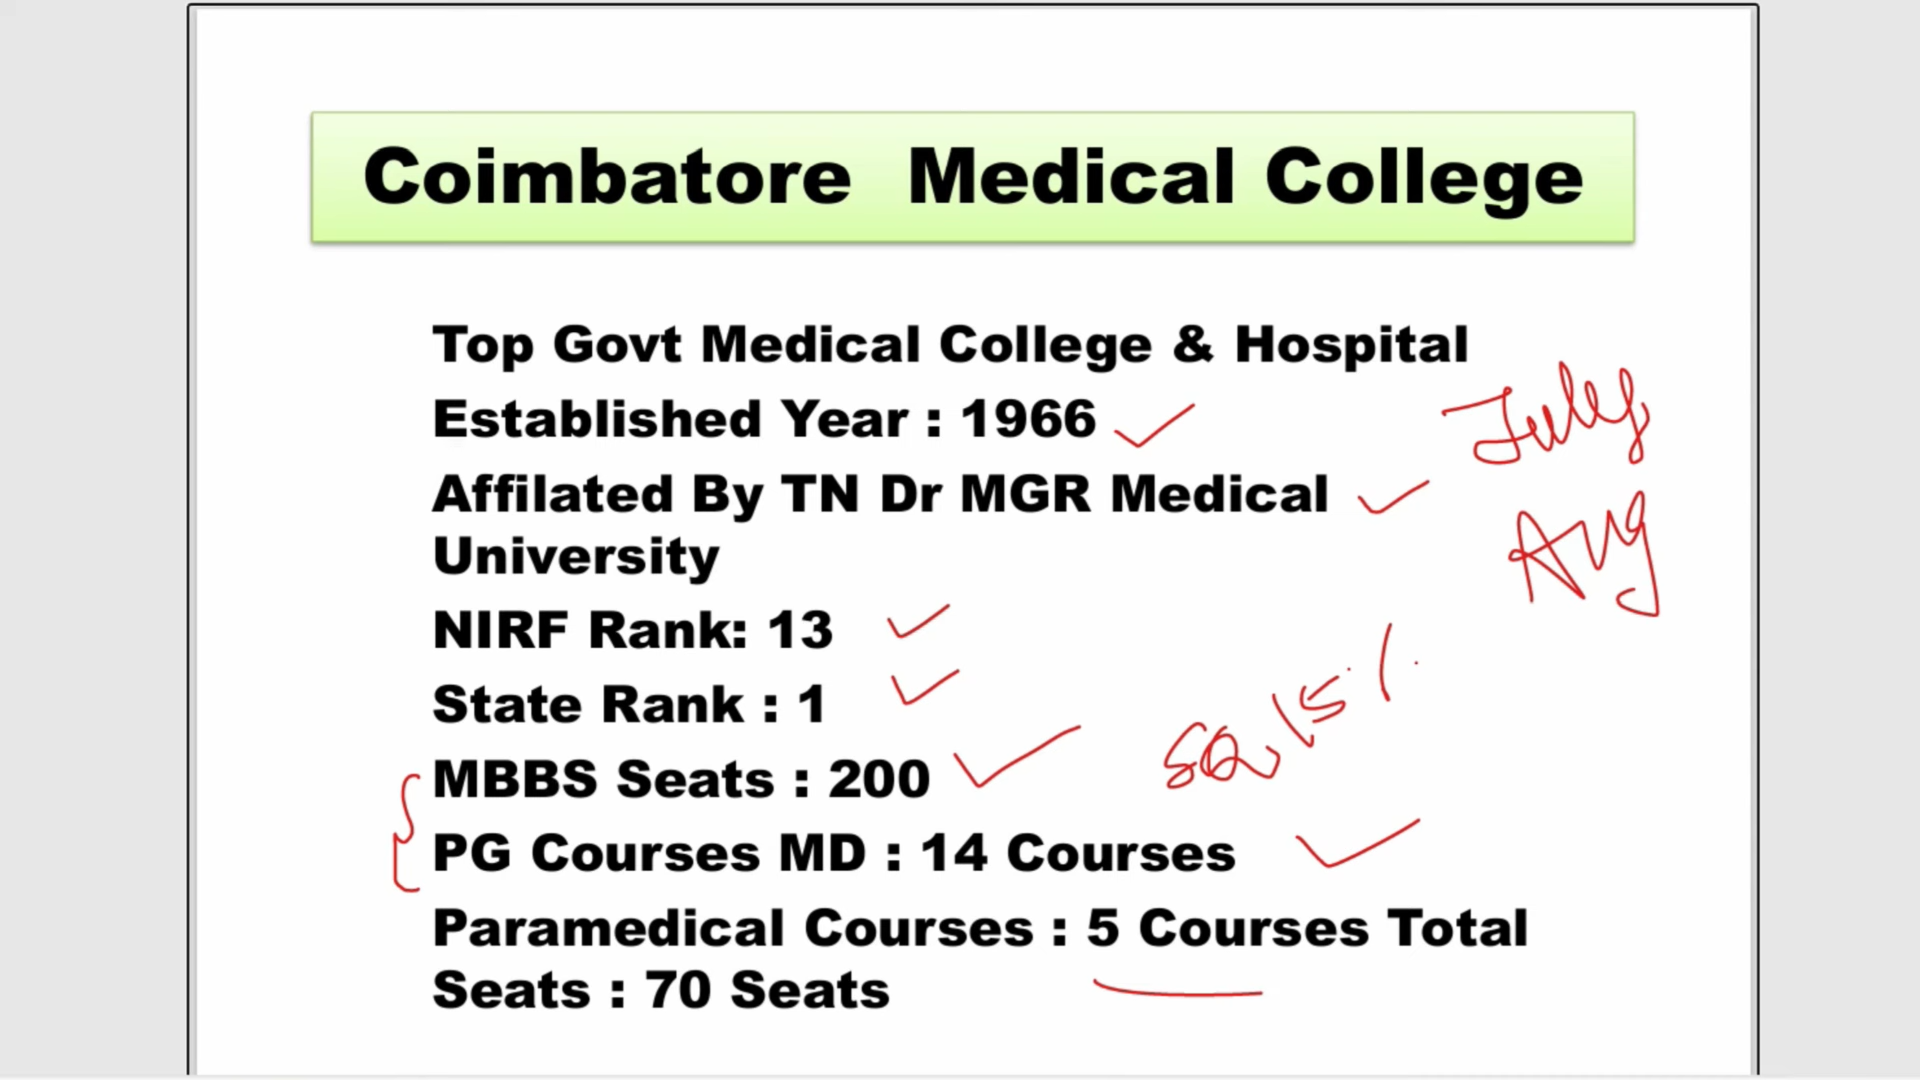 Coimbatore Medical College
Top Govt Medical College & Hospital
Established Year : 1966
July
Affilated By TN Dr MGR Medical
University
Aug
NIRF Rank: 13
State Rank : 1
15%
MBBS Seats : 200
PG Courses MD : 14 Courses
Paramedical Courses : 5 Courses Total
Seats : 70 Seats